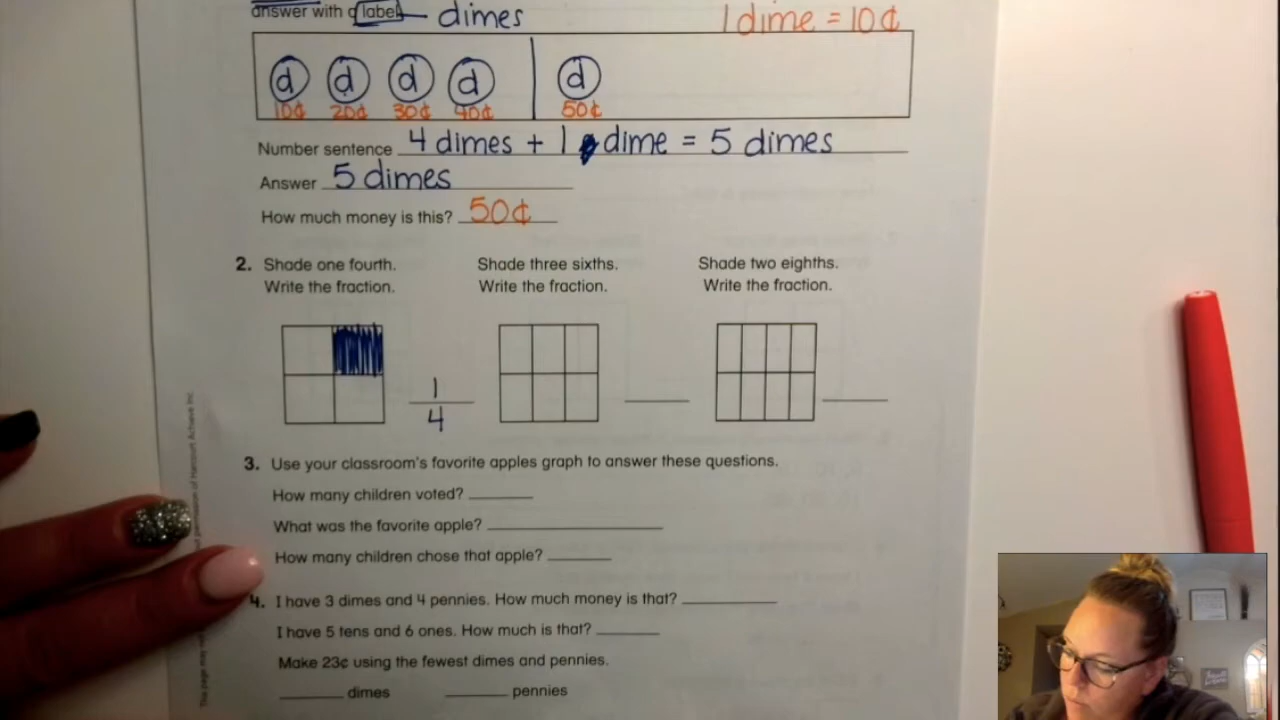 answer with a label dimes 1 dime = 10¢
d d d d d
10¢ 20¢ 30¢ 40¢ 50¢
Number sentence 4 dimes + 1 dime = 5 dimes
Answer 5 dimes
How much money is this? 50¢
2. Shade one fourth. Shade three sixths. Shade two eighths.
Write the fraction. Write the fraction. Write the fraction.
1
4
3. Use your classroom's favorite apples graph to answer these questions.
How many children voted?
What was the favorite apple?
How many children chose that apple?
4. I have 3 dimes and 4 pennies. How much money is that?
I have 5 tens and 6 ones. How much is that?
Make 23¢ using the fewest dimes and pennies.
dimes pennies